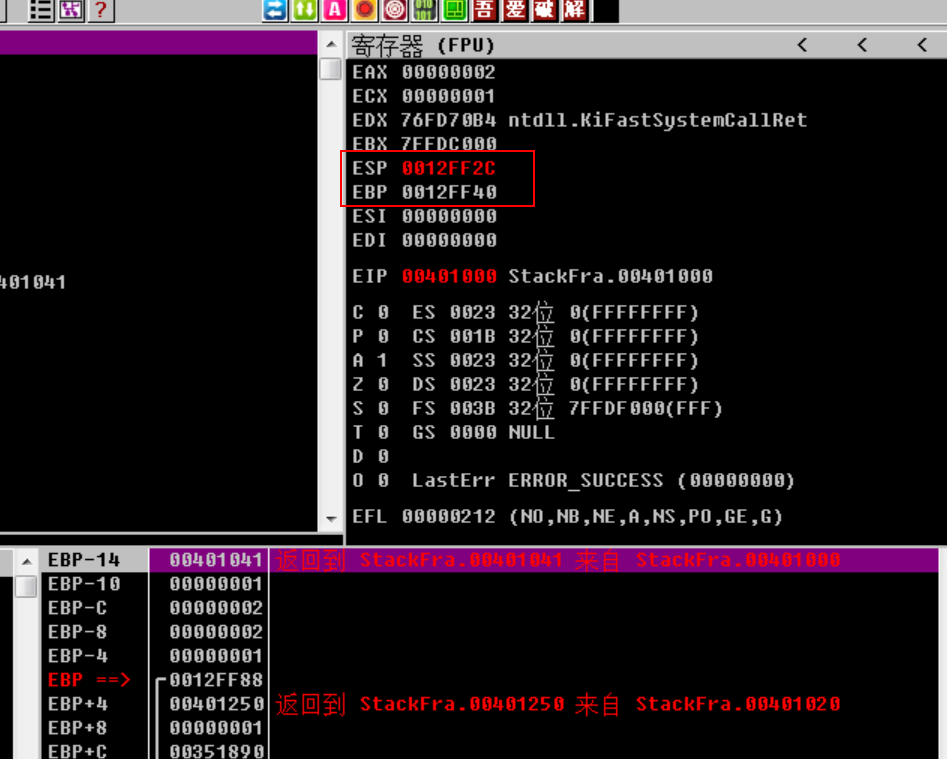 ? A 010 101 吾 爱 破 解
寄存器 (FPU) < < <
EAX 00000002
ECX 00000001
EDX 76FD70B4 ntdll.KiFastSystemCallRet
EBX 7FFDC000
ESP 0012FF2C
EBP 0012FF40
ESI 00000000
EDI 00000000
401041
EIP 00401000 StackFra.00401000
C 0 ES 0023 32位 0(FFFFFFFF)
P 0 CS 001B 32位 0(FFFFFFFF)
A 1 SS 0023 32位 0(FFFFFFFF)
Z 0 DS 0023 32位 0(FFFFFFFF)
S 0 FS 003B 32位 7FFDF000(FFF)
T 0 GS 0000 NULL
D 0
O 0 LastErr ERROR_SUCCESS (00000000)
EFL 00000212 (NO,NB,NE,A,NS,PO,GE,G)
EBP-14 00401041 返回到 StackFra.00401041 来自 StackFra.00401000
EBP-10 00000001
EBP-C 00000002
EBP-8 00000002
EBP-4 00000001
EBP ==> 0012FF88
EBP+4 00401250 返回到 StackFra.00401250 来自 StackFra.00401020
EBP+8 00000001
EBP+C 00351890